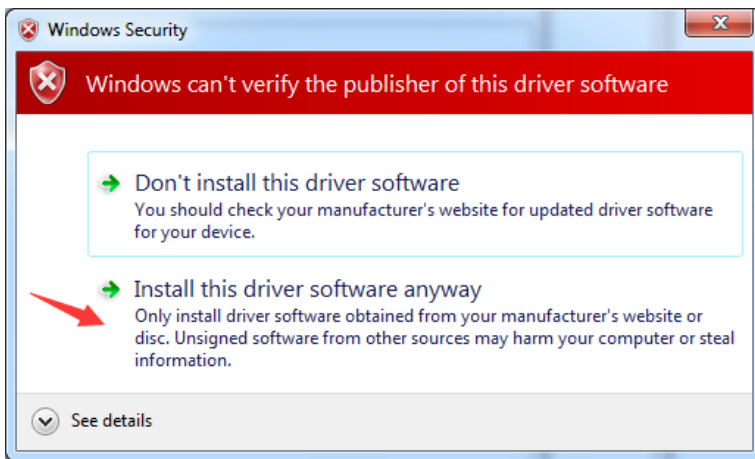 Windows Security
Windows can't verify the publisher of this driver software
Don't install this driver software
You should check your manufacturer's website for updated driver software
for your device.
Install this driver software anyway
Only install driver software obtained from your manufacturer's website or
disc. Unsigned software from other sources may harm your computer or steal
information.
See details